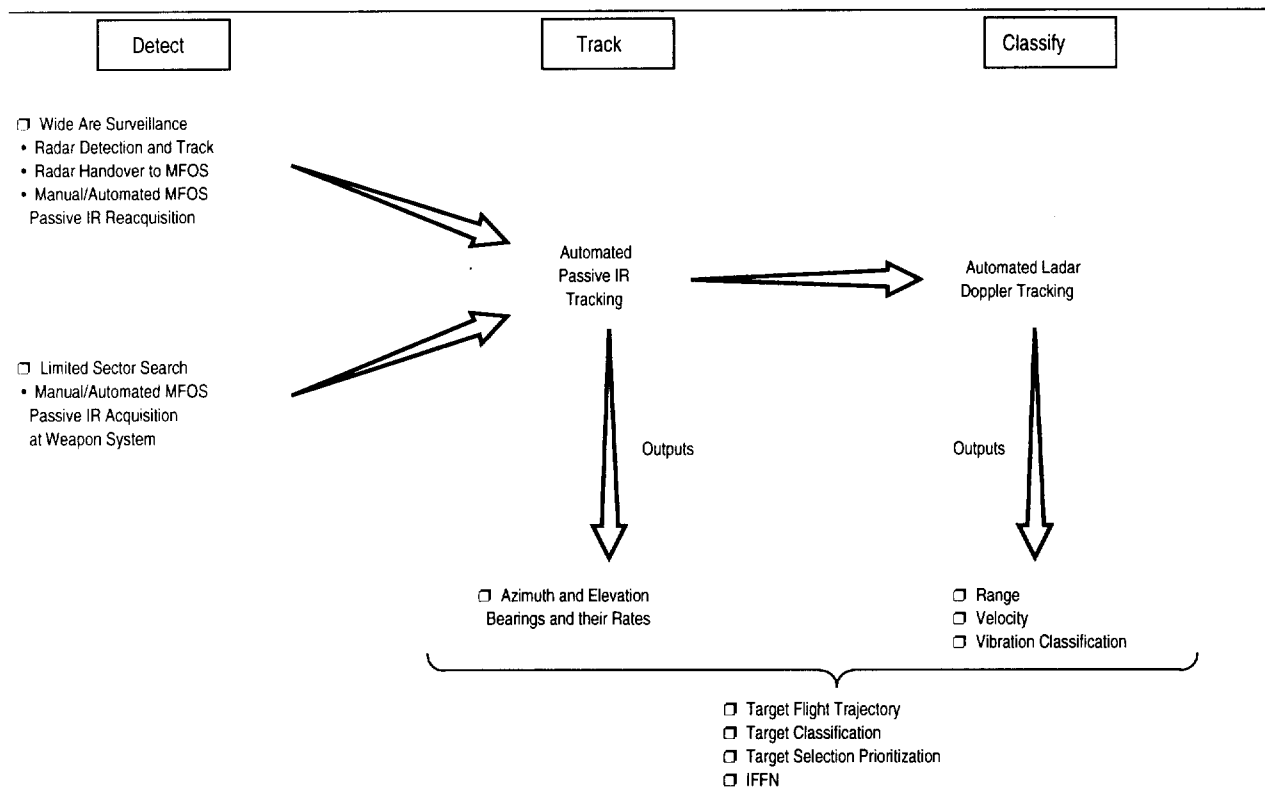 Detect
Track
Classify
❒ Wide Are Surveillance
• Radar Detection and Track
• Radar Handover to MFOS
• Manual/Automated MFOS
Passive IR Reacquisition
Automated
Passive IR
Tracking
Automated Ladar
Doppler Tracking
❒ Limited Sector Search
• Manual/Automated MFOS
Passive IR Acquisition
at Weapon System
Outputs
Outputs
❒ Azimuth and Elevation
Bearings and their Rates
❒ Range
❒ Velocity
❒ Vibration Classification
❒ Target Flight Trajectory
❒ Target Classification
❒ Target Selection Prioritization
❒ IFFN